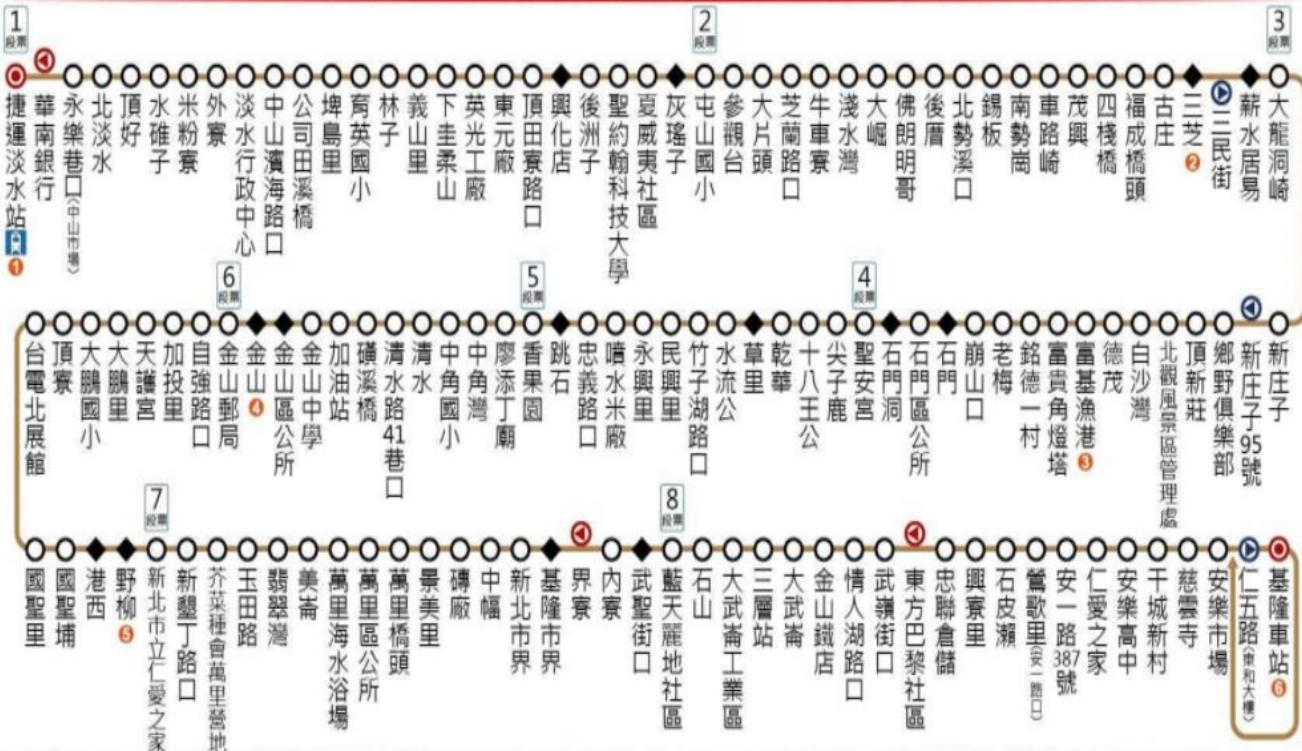 1
段票
2
段票
3
段票
捷運淡水站 1
華南銀行
永樂巷口(中山市場)
北淡水
頂好
水碓子
米粉寮
外寮
淡水行政中心
中山濱海路口
公司田溪橋
埤島里
育英國小
林子
義山里
下圭柔山
英光工廠
東元廠
頂田寮路口
興化店
後洲子
聖約翰科技大學
夏威夷社區
灰瑤子
屯山國小
參觀台
大片頭
芝蘭路口
牛車寮
淺水灣
大崛
佛朗明哥
後厝
北勢溪口
錫板
南勢崗
車路崎
茂興
四棧橋
福成橋頭
古庄
三芝 2
三民街
薪水居易
大龍洞崎
6
段票
5
段票
4
段票
台電北展館
頂寮
大鵬國小
大鵬里
天護宮
加投里
自強路口
金山郵局
金山 4
金山區公所
金山中學
加油站
磺溪橋
清水路41巷口
清水
中角國小
中角灣
廖添丁廟
香果園
跳石
忠義路口
噴水米廠
永興里
民興里
竹子湖路口
水流公
草里
乾華
十八王公
尖子鹿
聖安宮
石門洞
石門區公所
石門
崩山口
老梅
銘德一村
富貴角燈塔
富基漁港 3
德茂
白沙灣
北觀風景區管理處
頂新莊
鄉野俱樂部
新庄子95號
新庄子
7
段票
8
段票
國聖里
國聖埔
港西
野柳 5
新北市立仁愛之家
新墾丁路口
芥菜種會萬里營地
玉田路
翡翠灣
美崙
萬里海水浴場
萬里區公所
萬里橋頭
景美里
磚廠
中幅
新北市界
基隆市界
界寮
內寮
武聖街口
藍天麗地社區
石山
大武崙工業區
三層站
大武崙
金山鐵店
情人湖路口
武嶺街口
東方巴黎社區
忠聯倉儲
興寮里
石皮瀨
鶯歌里(安一路口)
安一路387號
仁愛之家
安樂高中
干城新村
慈雲寺
安樂市場
仁五路(東和大樓)
基隆車站 6